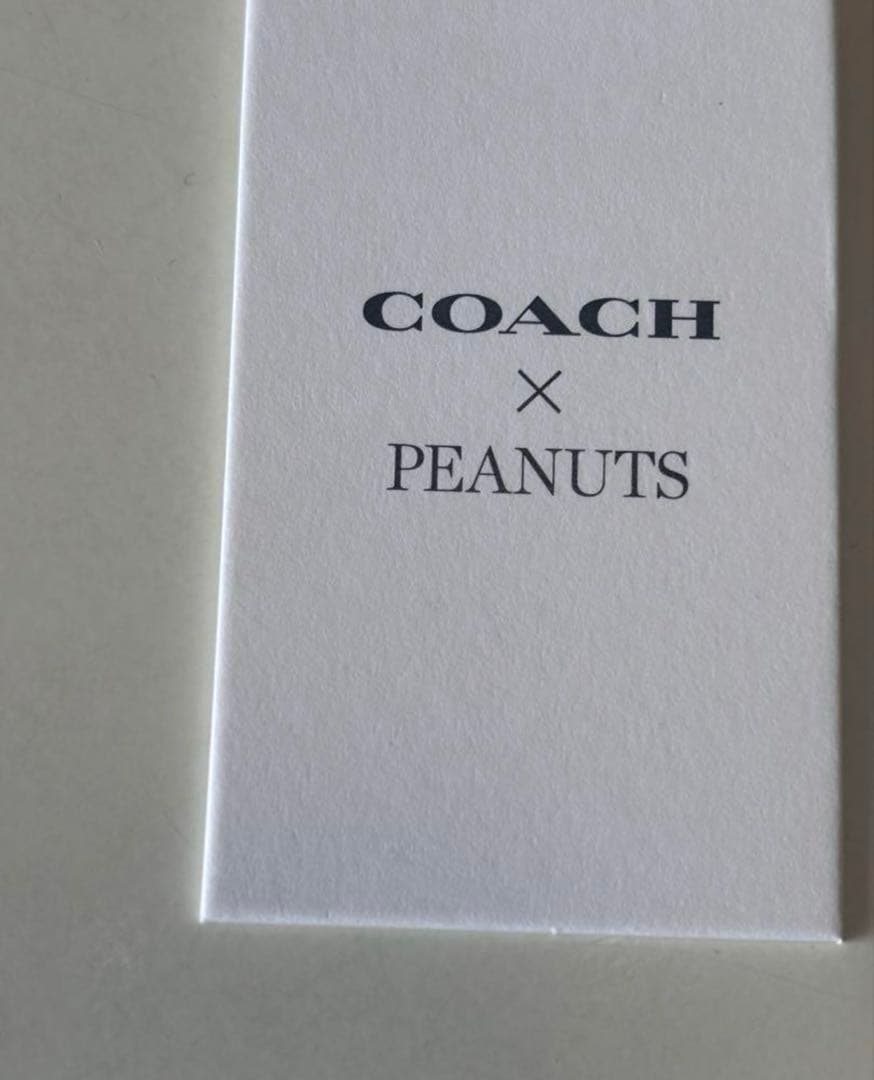 COACH
×
PEANUTS